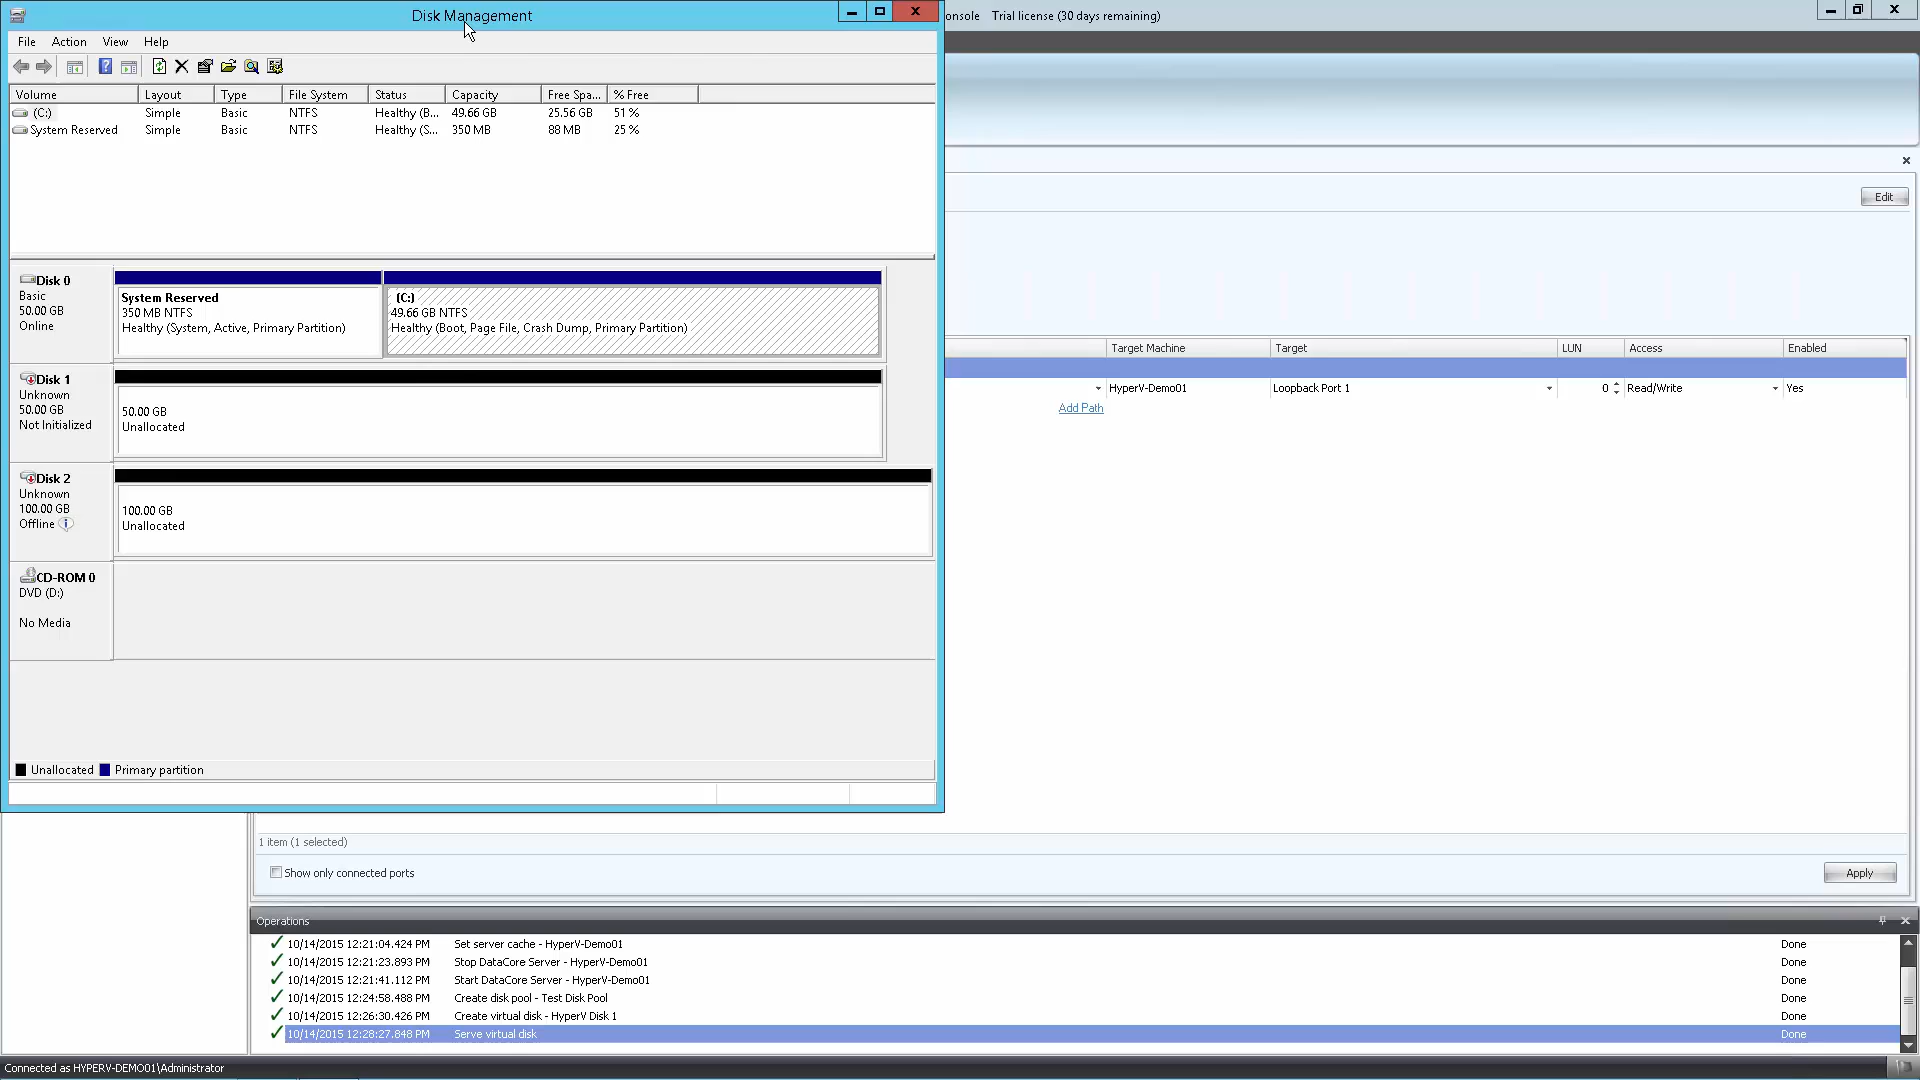 Disk Management
onsole Trial license (30 days remaining)
File Action View Help
Volume Layout Type File System Status Capacity Free Spa... % Free
(C:) Simple Basic NTFS Healthy (B... 49.66 GB 25.56 GB 51 %
System Reserved Simple Basic NTFS Healthy (S... 350 MB 88 MB 25 %
Edit
Disk 0
Basic
50.00 GB
Online
System Reserved
350 MB NTFS
Healthy (System, Active, Primary Partition)
(C:)
49.66 GB NTFS
Healthy (Boot, Page File, Crash Dump, Primary Partition)
Disk 1
Unknown
50.00 GB
Not Initialized
50.00 GB
Unallocated
Disk 2
Unknown
100.00 GB
Offline
100.00 GB
Unallocated
CD-ROM 0
DVD (D:)
No Media
Unallocated Primary partition
Target Machine Target LUN Access Enabled
HyperV-Demo01 Loopback Port 1 0 Read/Write Yes
Add Path
1 item (1 selected)
Show only connected ports
Apply
Operations
10/14/2015 12:21:04.424 PM Set server cache - HyperV-Demo01 Done
10/14/2015 12:21:23.893 PM Stop DataCore Server - HyperV-Demo01 Done
10/14/2015 12:21:41.112 PM Start DataCore Server - HyperV-Demo01 Done
10/14/2015 12:24:58.488 PM Create disk pool - Test Disk Pool Done
10/14/2015 12:26:30.426 PM Create virtual disk - HyperV Disk 1 Done
10/14/2015 12:28:27.848 PM Serve virtual disk Done
Connected as HYPERV-DEMO01\Administrator